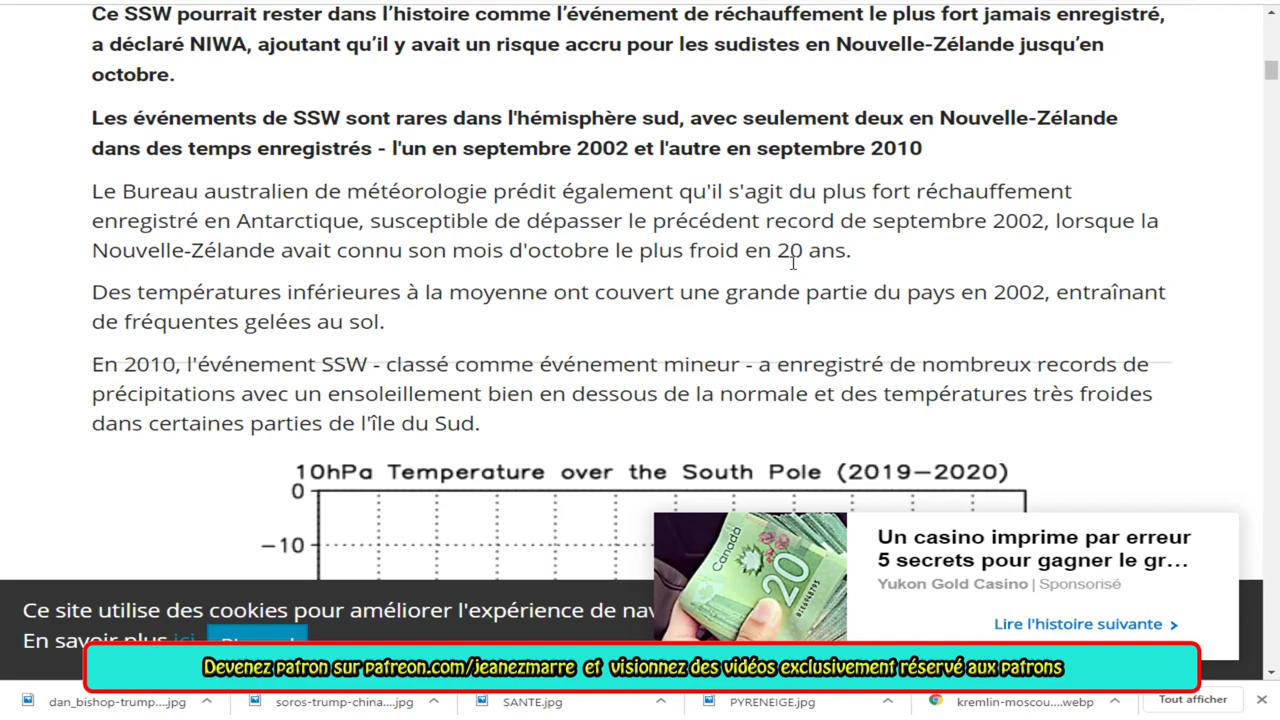 Ce SSW pourrait rester dans l’histoire comme l’événement de réchauffement le plus fort jamais enregistré,
a déclaré NIWA, ajoutant qu’il y avait un risque accru pour les sudistes en Nouvelle-Zélande jusqu’en
octobre.
Les événements de SSW sont rares dans l'hémisphère sud, avec seulement deux en Nouvelle-Zélande
dans des temps enregistrés - l'un en septembre 2002 et l'autre en septembre 2010
Le Bureau australien de météorologie prédit également qu'il s'agit du plus fort réchauffement
enregistré en Antarctique, susceptible de dépasser le précédent record de septembre 2002, lorsque la
Nouvelle-Zélande avait connu son mois d'octobre le plus froid en 20 ans.
Des températures inférieures à la moyenne ont couvert une grande partie du pays en 2002, entraînant
de fréquentes gelées au sol.
En 2010, l'événement SSW - classé comme événement mineur - a enregistré de nombreux records de
précipitations avec un ensoleillement bien en dessous de la normale et des températures très froides
dans certaines parties de l'île du Sud.
10hPa Temperature over the South Pole (2019–2020)
0
–10
Canada
20
Un casino imprime par erreur
5 secrets pour gagner le gr...
Yukon Gold Casino | Sponsorisé
Lire l'histoire suivante >
Ce site utilise des cookies pour améliorer l'expérience de nav
En savoir plus ici
Devenez patron sur patreon.com/jeanezmarre et visionnez des vidéos exclusivement réservé aux patrons
dan_bishop-trump....jpg
soros-trump-china....jpg
SANTE.jpg
PYRENEIGE.jpg
kremlin-moscou....webp
Tout afficher